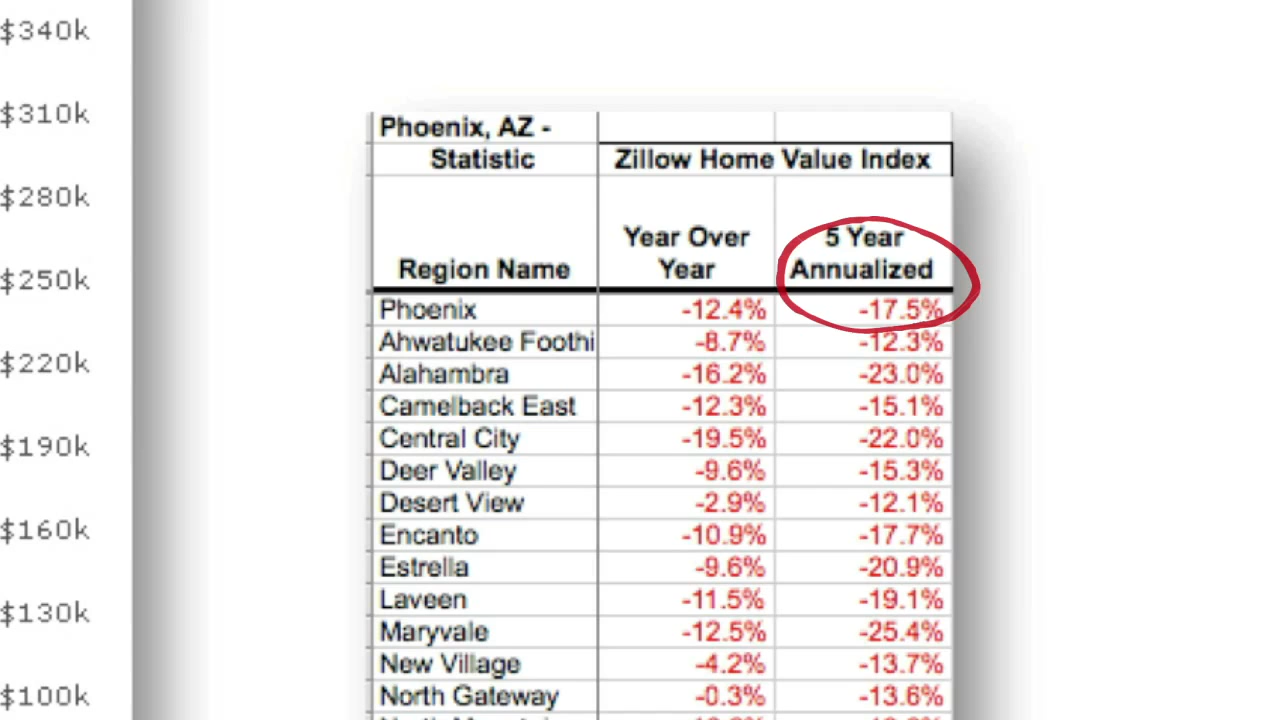 $340k
$310k
$280k
$250k
$220k
$190k
$160k
$130k
$100k
Phoenix, AZ -
Statistic Zillow Home Value Index
Year Over 5 Year
Region Name Year Annualized
Phoenix -12.4% -17.5%
Ahwatukee Foothi -8.7% -12.3%
Alahambra -16.2% -23.0%
Camelback East -12.3% -15.1%
Central City -19.5% -22.0%
Deer Valley -9.6% -15.3%
Desert View -2.9% -12.1%
Encanto -10.9% -17.7%
Estrella -9.6% -20.9%
Laveen -11.5% -19.1%
Maryvale -12.5% -25.4%
New Village -4.2% -13.7%
North Gateway -0.3% -13.6%